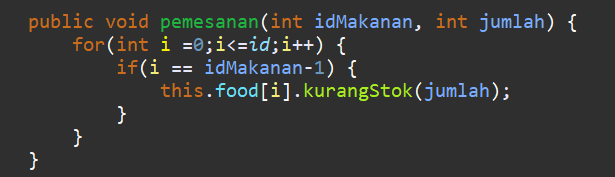 public void pemesanan(int idMakanan, int jumlah) {
for(int i =0;i<=id;i++) {
if(i == idMakanan-1) {
this.food[i].kurangStok(jumlah);
}
}
}